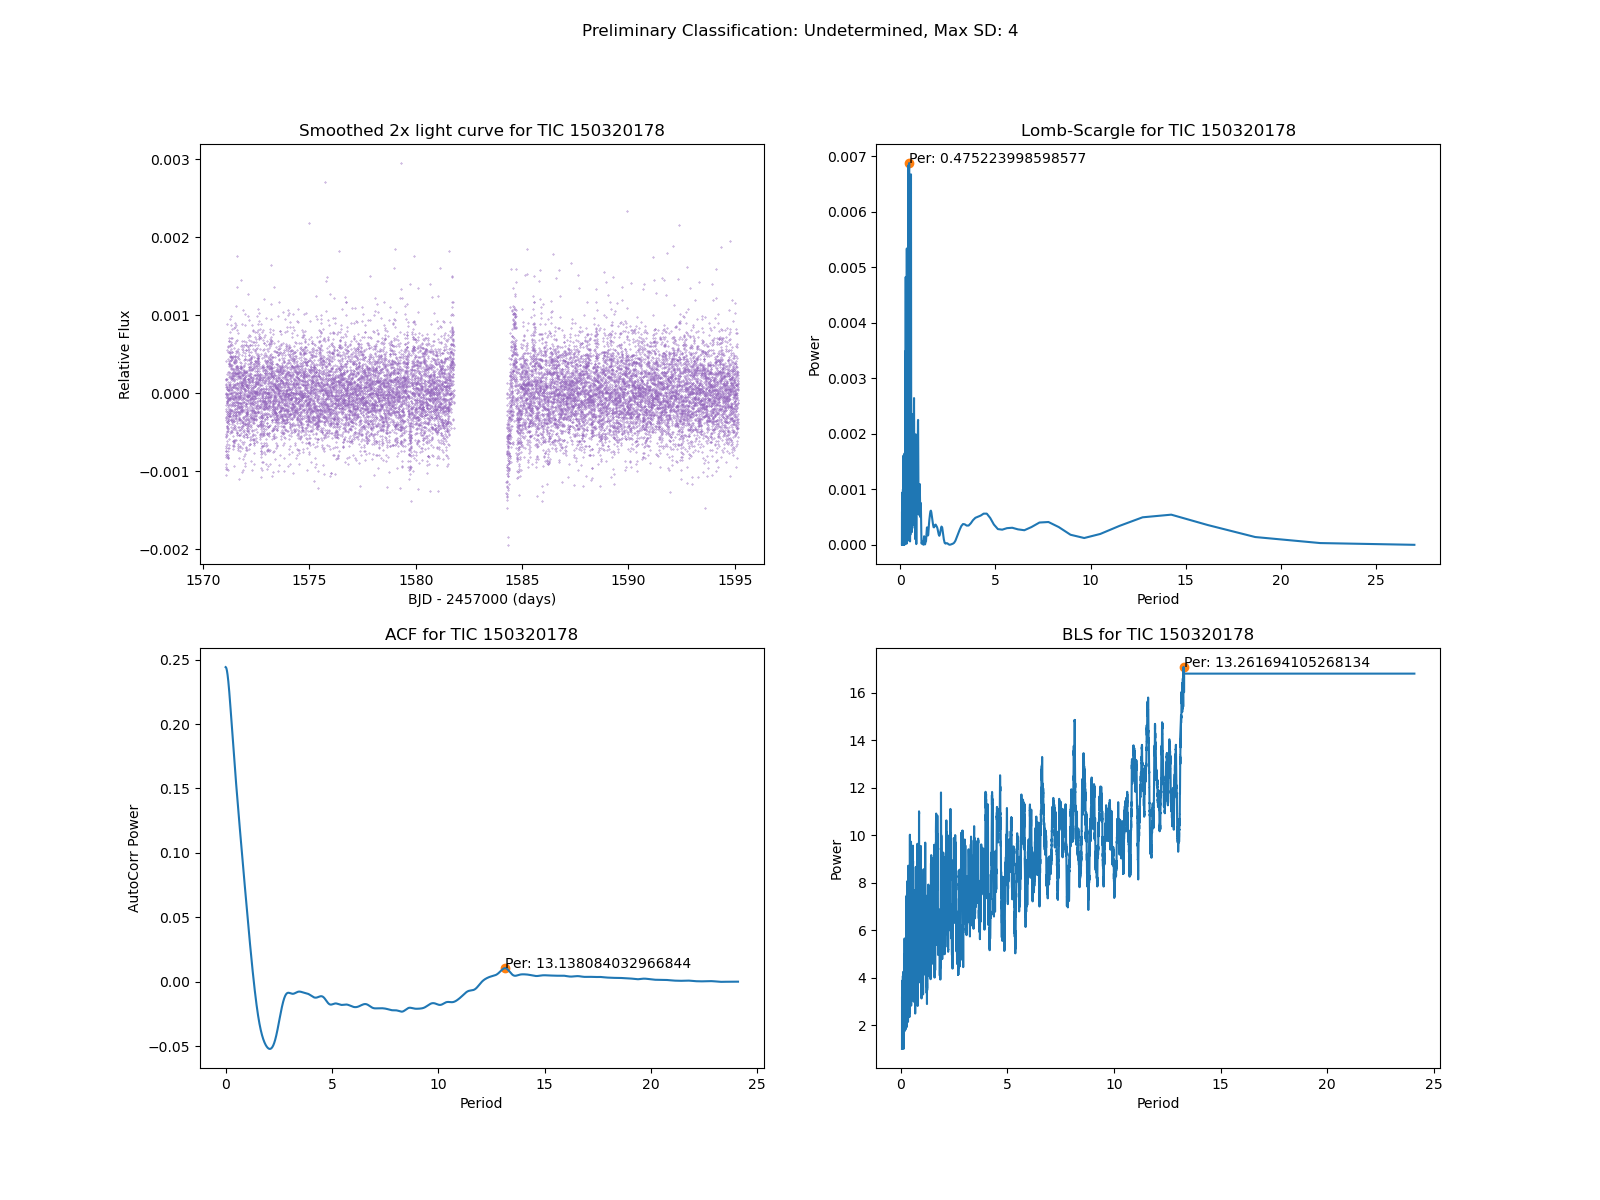 Preliminary Classification: Undetermined, Max SD: 4
Smoothed 2x light curve for TIC 150320178
Relative Flux
0.003
0.002
0.001
0.000
−0.001
−0.002
1570 1575 1580 1585 1590 1595
BJD - 2457000 (days)
Lomb-Scargle for TIC 150320178
Per: 0.475223998598577
Power
0.007
0.006
0.005
0.004
0.003
0.002
0.001
0.000
0 5 10 15 20 25
Period
ACF for TIC 150320178
AutoCorr Power
0.25
0.20
0.15
0.10
0.05
0.00
−0.05
Per: 13.138084032966844
0 5 10 15 20 25
Period
BLS for TIC 150320178
Per: 13.261694105268134
Power
16
14
12
10
8
6
4
2
0 5 10 15 20 25
Period